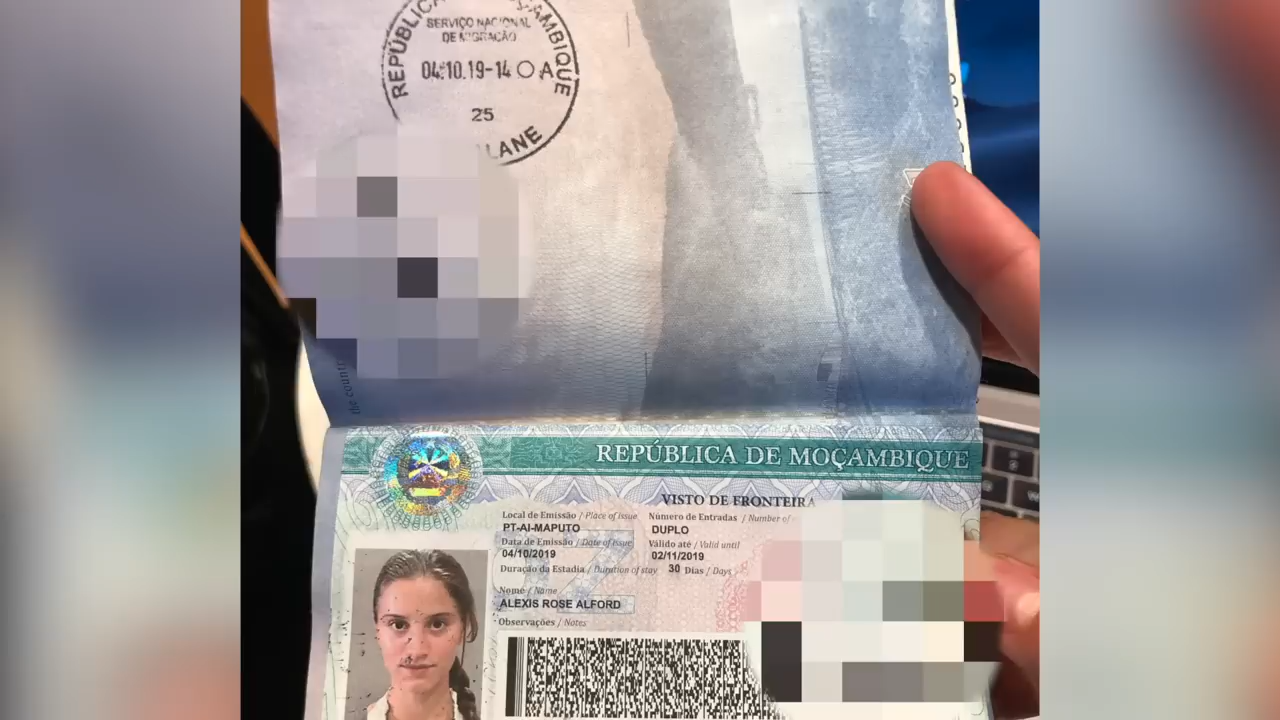 REPÚBLICA MOÇAMBIQUE
SERVIÇO NACIONAL
DE MIGRAÇÃO
04.10.19-14 A
25
the
REPÚBLICA DE MOÇAMBIQUE
VISTO DE FRONTEIRA
Local de Emissão / Place of issue
PT-AI-MAPUTO
Número de Entradas / Number of
DUPLO
Data de Emissão / Date of issue
04/10/2019
Válido até / Valid until
02/11/2019
Duração da Estadia / Duration of stay 30 Dias / Days
Nome / Name
ALEXIS ROSE ALFORD
Observações / Notes